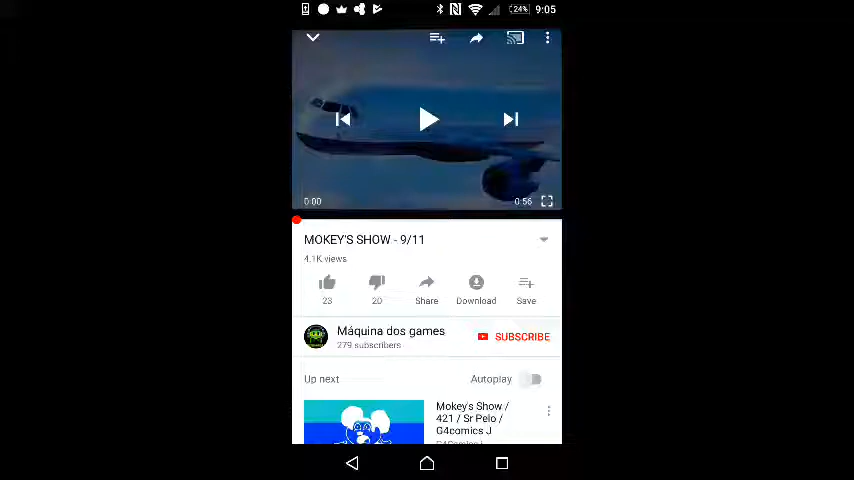 24% 9:05
0:00 0:56
MOKEY'S SHOW - 9/11
4.1K views
23 20 Share Download Save
Máquina dos games
279 subscribers
SUBSCRIBE
Up next Autoplay
Mokey's Show /
421 / Sr Pelo /
G4comics J